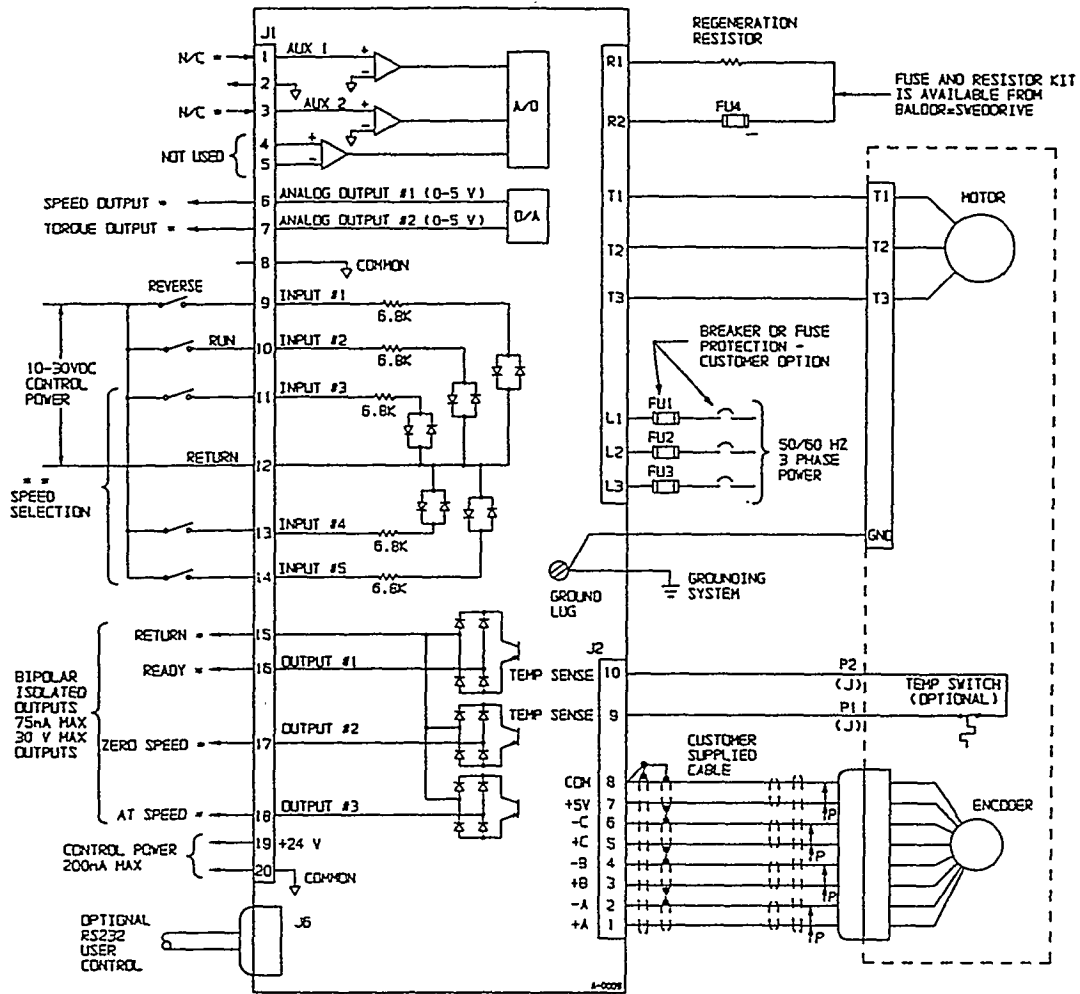 J1
N/C *
1
AUX 1
+
-
2
N/C *
3
AUX 2
+
-
NOT USED
4
5
+
-
A/D
SPEED OUTPUT *
6
ANALOG OUTPUT #1 (0-5 V)
TORQUE OUTPUT *
7
ANALOG OUTPUT #2 (0-5 V)
D/A
8
COMMON
REVERSE
9
INPUT #1
6.8K
RUN
10
INPUT #2
6.8K
10-30VDC
CONTROL
POWER
11
INPUT #3
6.8K
RETURN
12
* *
SPEED
SELECTION
13
INPUT #4
6.8K
14
INPUT #5
6.8K
RETURN *
15
READY *
16
OUTPUT #1
BIPOLAR
ISOLATED
OUTPUTS
75mA MAX
30 V MAX
OUTPUTS
ZERO SPEED *
17
OUTPUT #2
AT SPEED *
18
OUTPUT #3
CONTROL POWER
200mA MAX
19
+24 V
20
COMMON
OPTIONAL
RS232
USER
CONTROL
J6
REGENERATION
RESISTOR
R1
R2
FU4
FUSE AND RESISTOR KIT
IS AVAILABLE FROM
BALDOR=SWEODRIVE
T1
T1
T2
T2
T3
T3
MOTOR
BREAKER OR FUSE
PROTECTION -
CUSTOMER OPTION
L1
FU1
L2
FU2
L3
FU3
50/60 HZ
3 PHASE
POWER
GND
GROUND
LUG
GROUNDING
SYSTEM
J2
TEMP SENSE
10
P2
(J)
TEMP SWITCH
(OPTIONAL)
TEMP SENSE
9
P1
(J)
CUSTOMER
SUPPLIED
CABLE
COM
8
+5V
7
P
-C
6
+C
5
P
-B
4
+B
3
P
-A
2
+A
1
P
ENCODER
A-0009